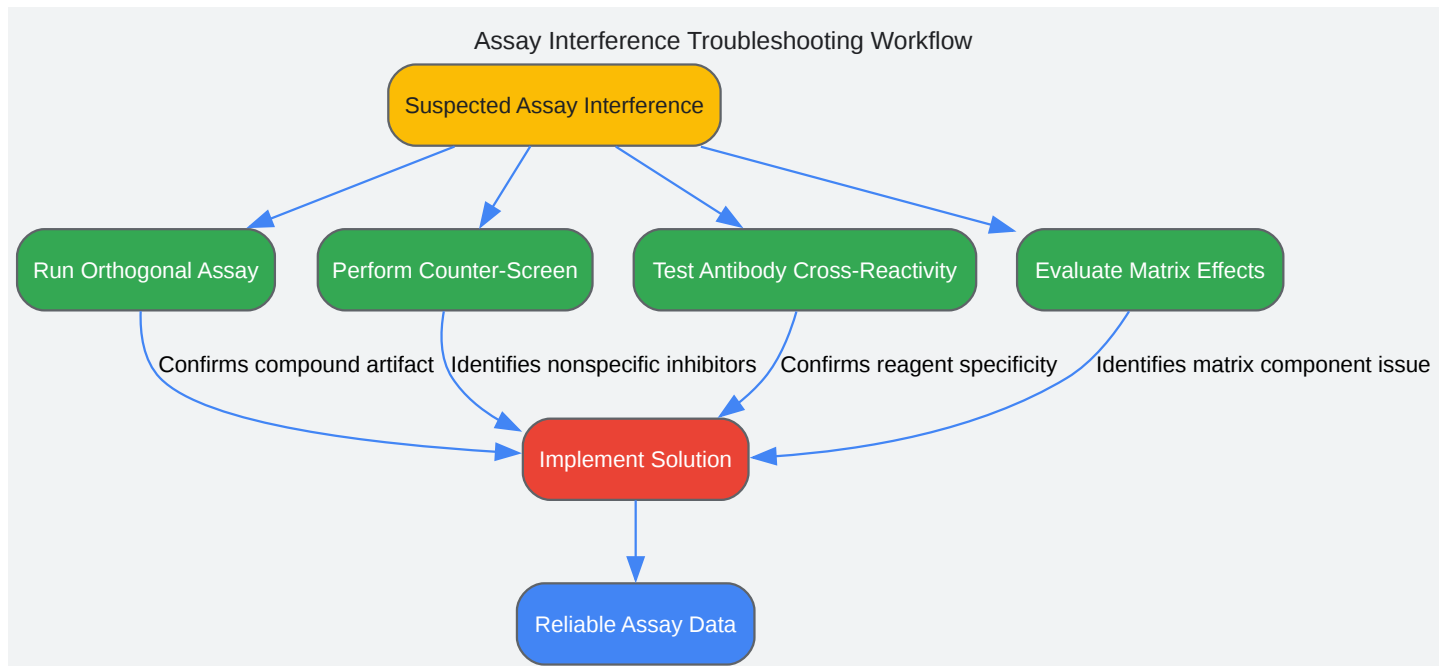 Assay Interference Troubleshooting Workflow
Suspected Assay Interference
Run Orthogonal Assay
Perform Counter-Screen
Test Antibody Cross-Reactivity
Evaluate Matrix Effects
Confirms compound artifact
Identifies nonspecific inhibitors
Confirms reagent specificity
Identifies matrix component issue
Implement Solution
Reliable Assay Data